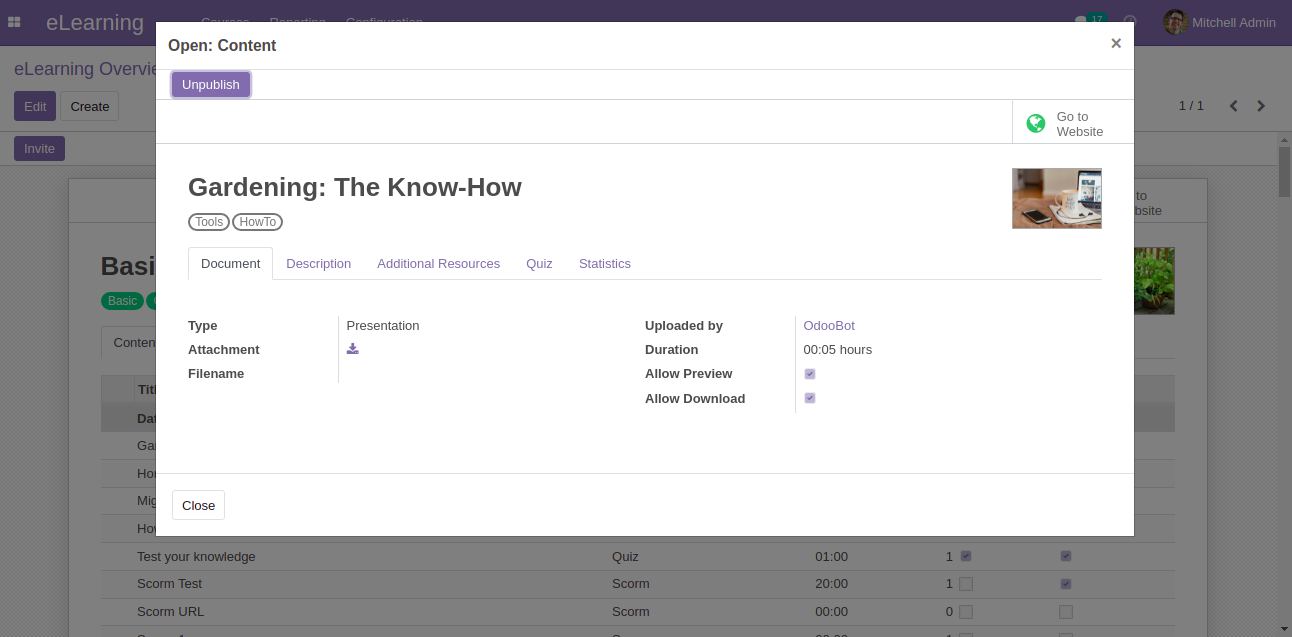 eLearning Courses Reporting Configuration 17 Mitchell Admin
Open: Content ×
eLearning Overvie
Unpublish
Edit Create 1 / 1
Go to
Website
Invite
to
bsite
Gardening: The Know-How
Tools HowTo
Basi
Basic
Document Description Additional Resources Quiz Statistics
Conten
Type Presentation Uploaded by OdooBot
Attachment Duration 00:05 hours
Filename Allow Preview
Allow Download
Titl
Dat
Gar
Hor
Mig
How
Close
Test your knowledge Quiz 01:00 1
Scorm Test Scorm 20:00 1
Scorm URL Scorm 00:00 0